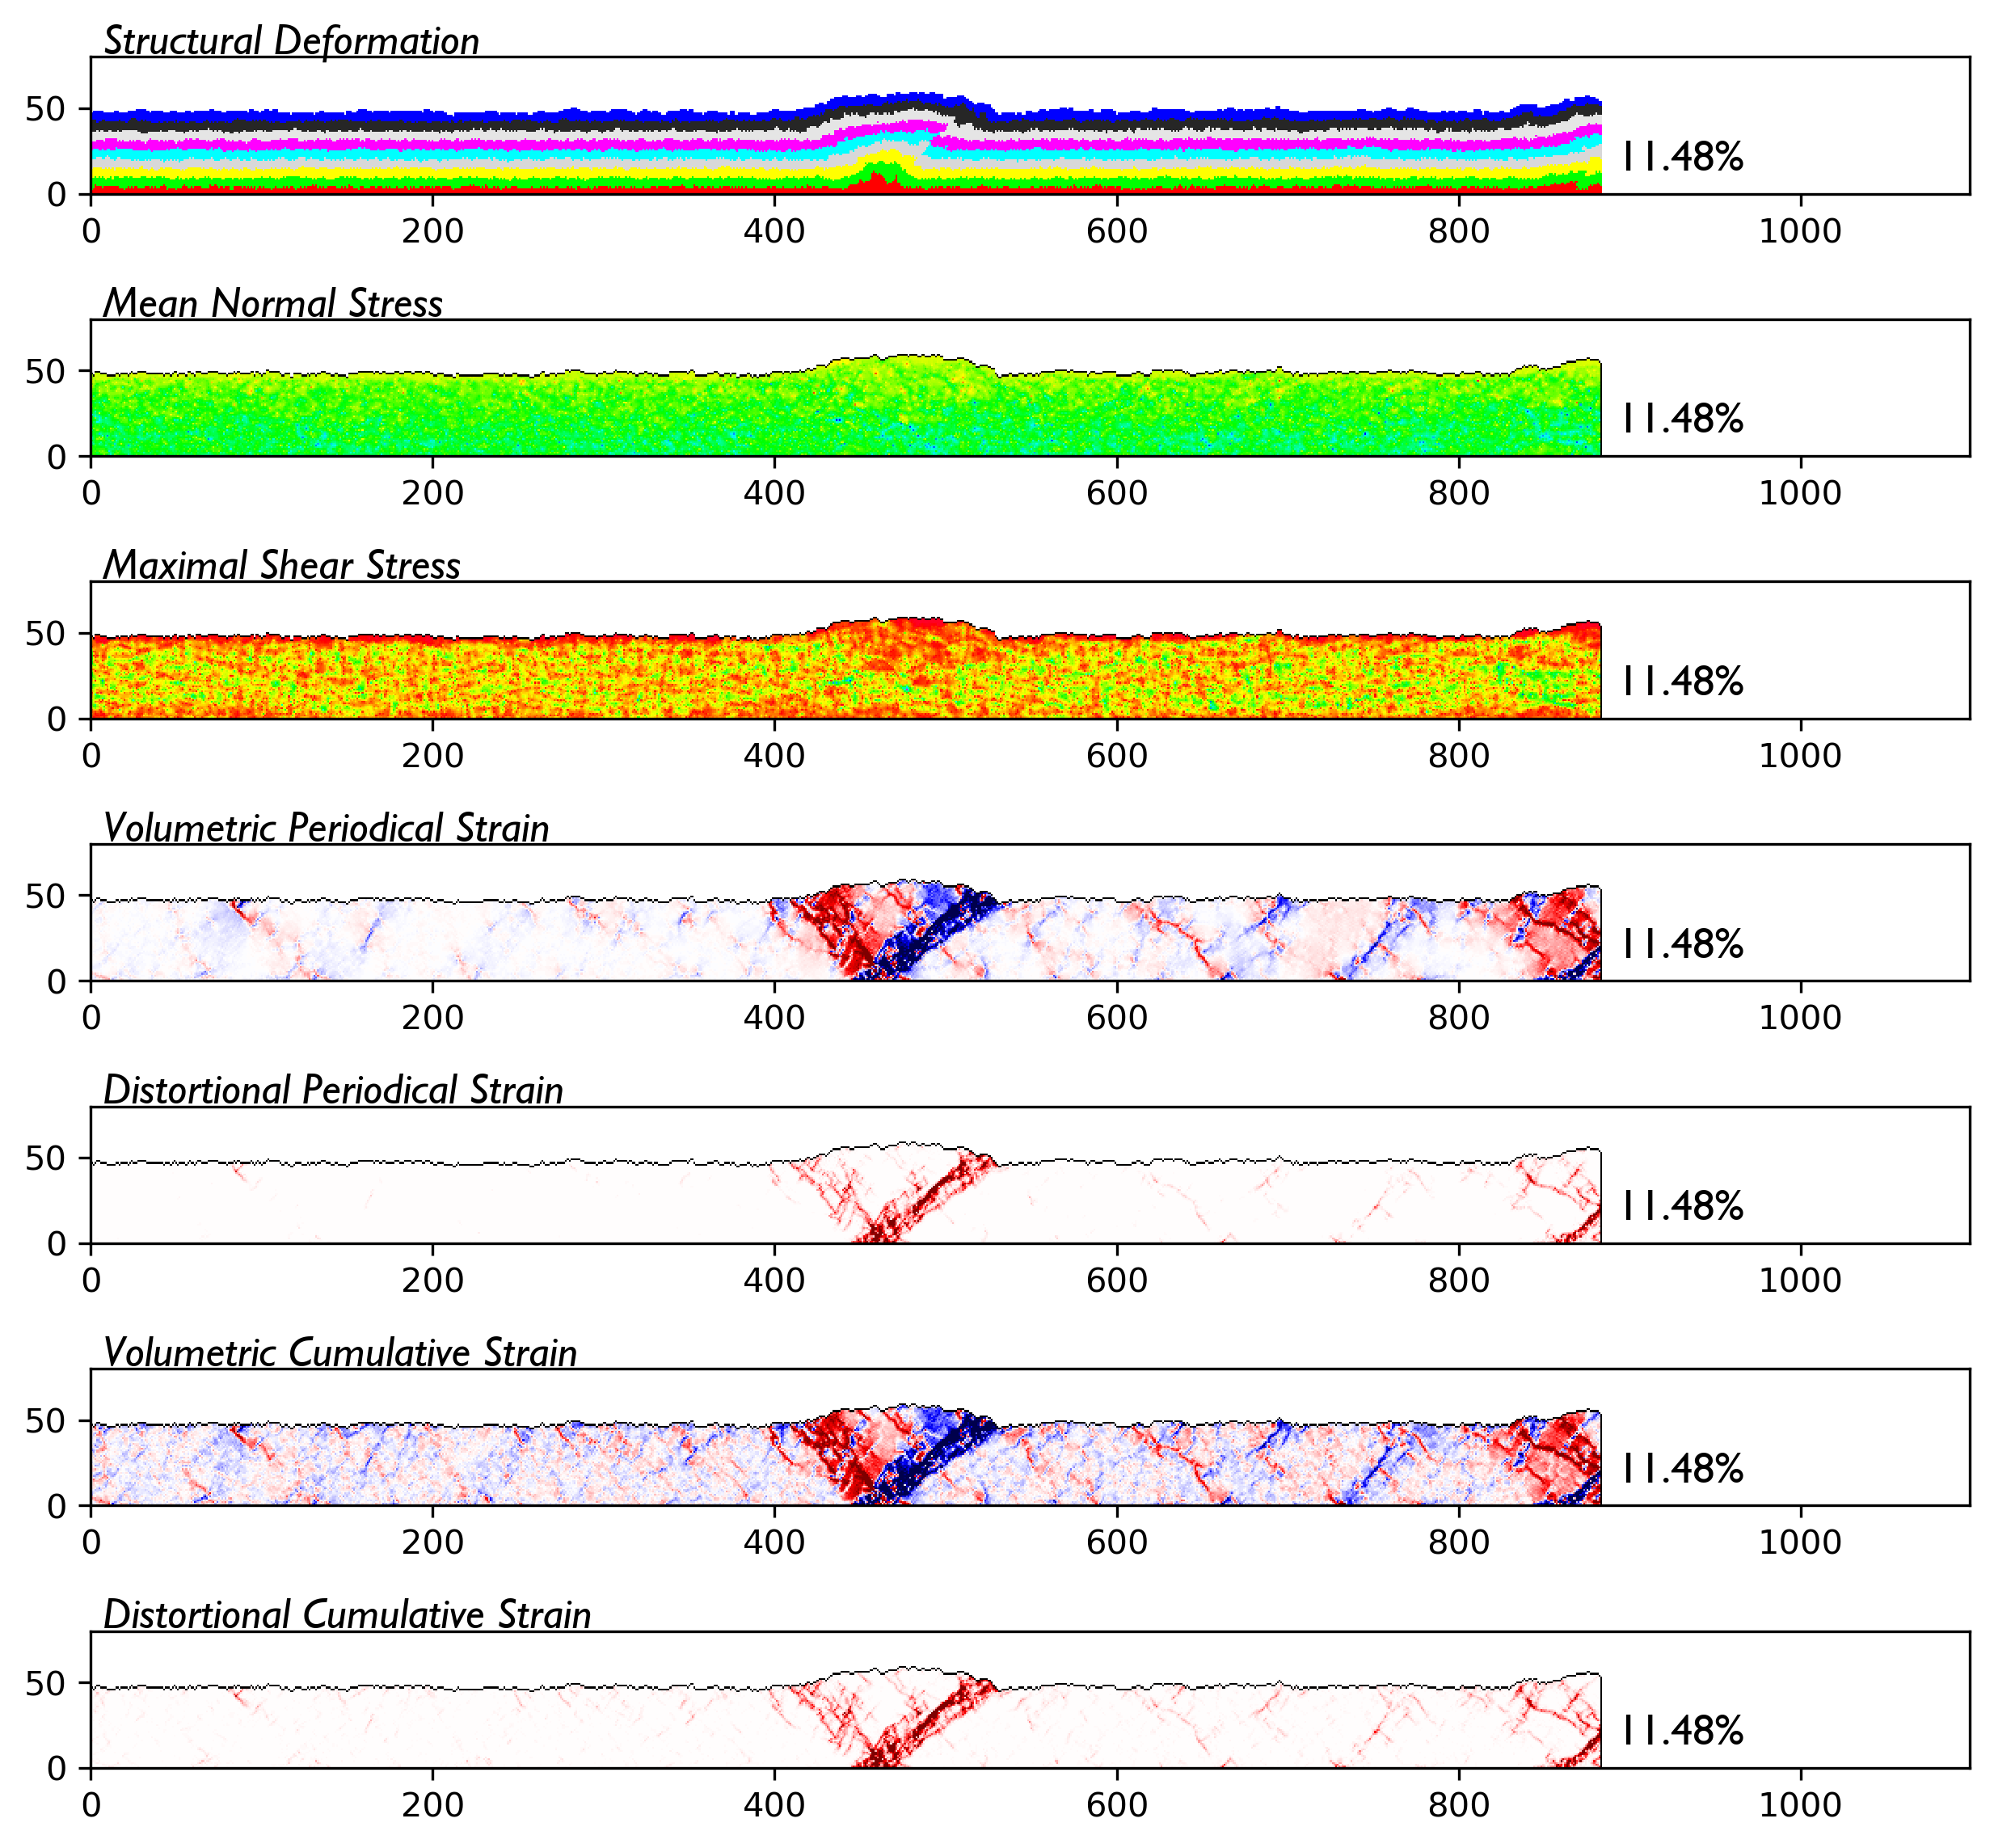 Structural Deformation
50
0
11.48%
0 200 400 600 800 1000
Mean Normal Stress
50
0
11.48%
0 200 400 600 800 1000
Maximal Shear Stress
50
0
11.48%
0 200 400 600 800 1000
Volumetric Periodical Strain
50
0
11.48%
0 200 400 600 800 1000
Distortional Periodical Strain
50
0
11.48%
0 200 400 600 800 1000
Volumetric Cumulative Strain
50
0
11.48%
0 200 400 600 800 1000
Distortional Cumulative Strain
50
0
11.48%
0 200 400 600 800 1000